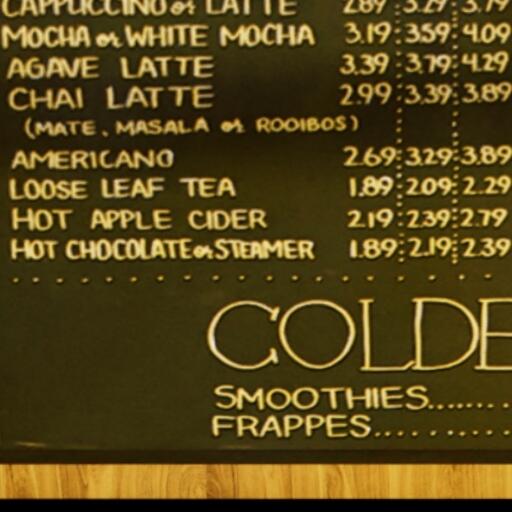 CAPPUCCINO or LATTE 2.89 3.29 3.79
MOCHA or WHITE MOCHA 3.19 3.59 4.09
AGAVE LATTE 3.39 3.79 4.29
CHAI LATTE 2.99 3.39 3.89
(MATE, MASALA or ROOIBOS)
AMERICANO 2.69 3.29 3.89
LOOSE LEAF TEA 1.89 2.09 2.29
HOT APPLE CIDER 2.19 2.39 2.79
HOT CHOCOLATE or STEAMER 1.89 2.19 2.39
COLDE
SMOOTHIES........
FRAPPES...........